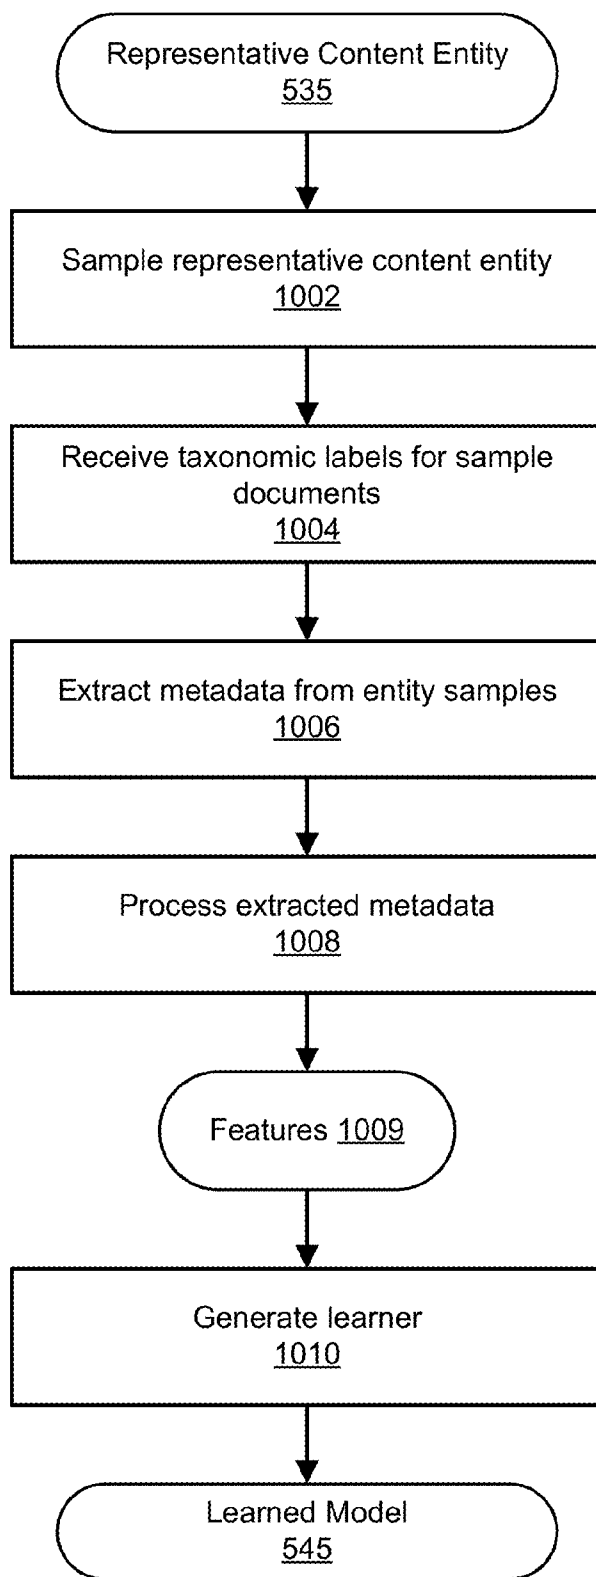 Representative Content Entity
535
Sample representative content entity
1002
Receive taxonomic labels for sample
documents
1004
Extract metadata from entity samples
1006
Process extracted metadata
1008
Features 1009
Generate learner
1010
Learned Model
545